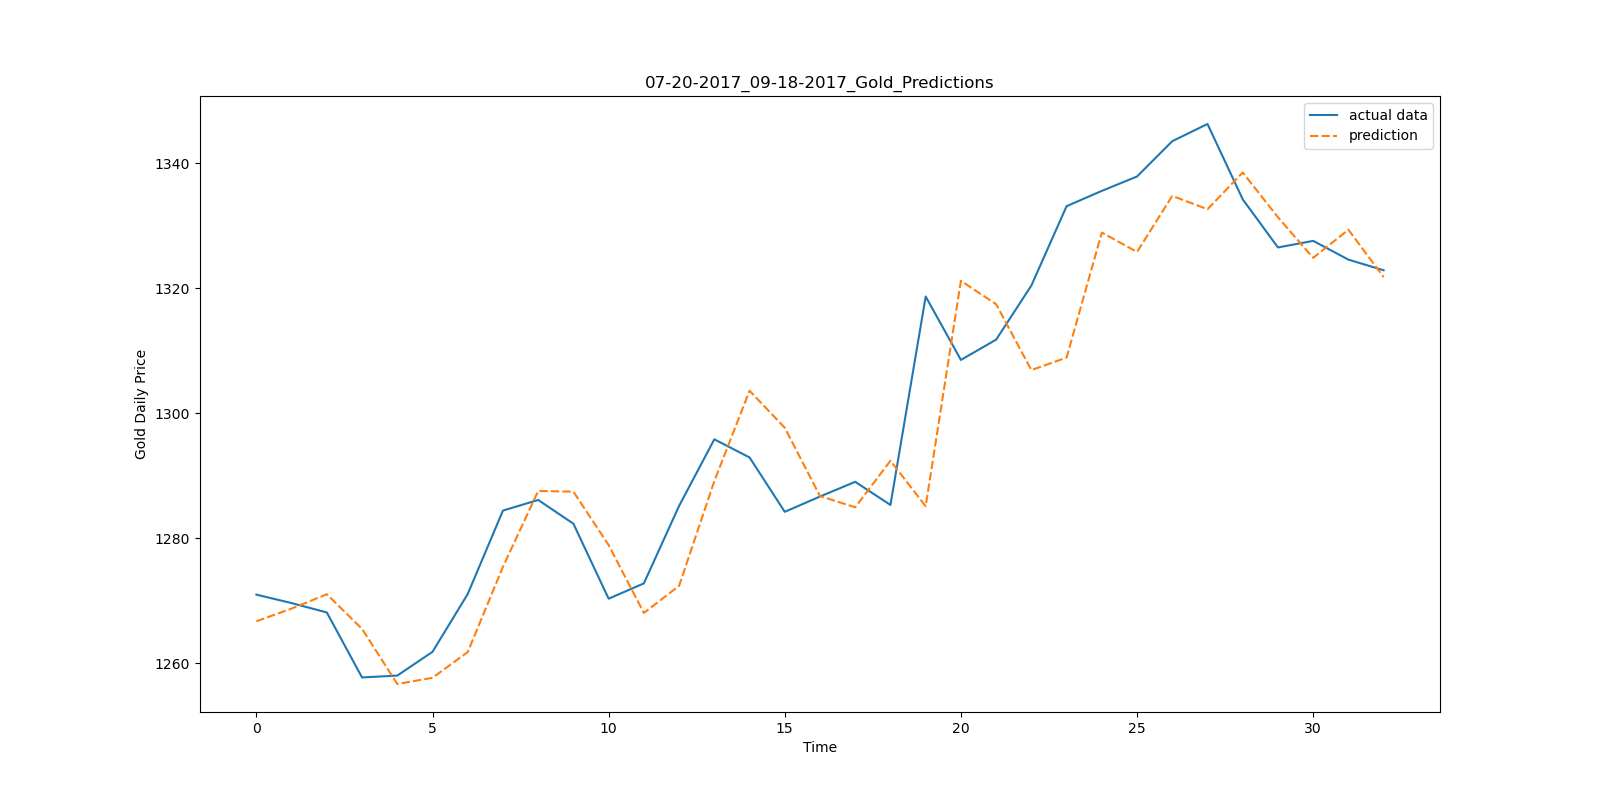 07-20-2017_09-18-2017_Gold_Predictions
actual data
prediction
1340
1320
1300
1280
1260
Gold Daily Price
0 5 10 15 20 25 30
Time